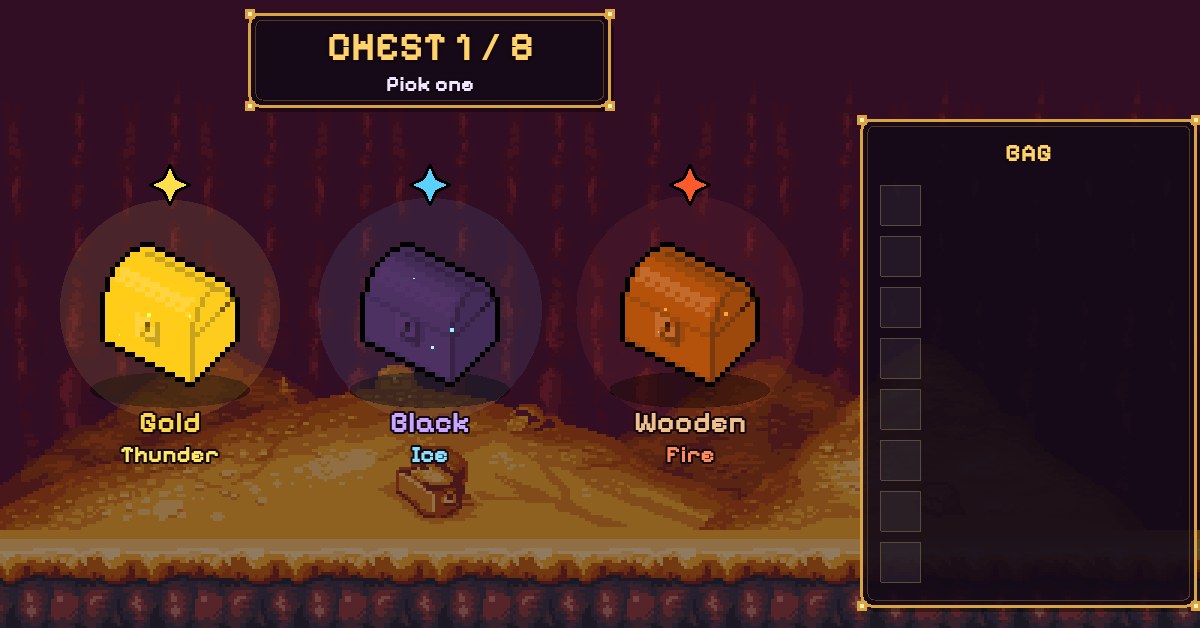 CHEST 1 / 8
Pick one
BAG
Gold
Thunder
Black
Ice
Wooden
Fire